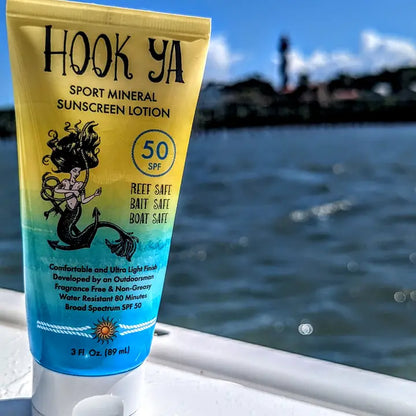 HOOK YA
SPORT MINERAL
SUNSCREEN LOTION
50
SPF
REEF SAFE
BAIT SAFE
BOAT SAFE
Comfortable and Ultra Light Finish
Developed by an Outdoorsman
Fragrance Free & Non-Greasy
Water Resistant 80 Minutes
Broad Spectrum SPF 50
3 Fl. Oz. (89 mL)